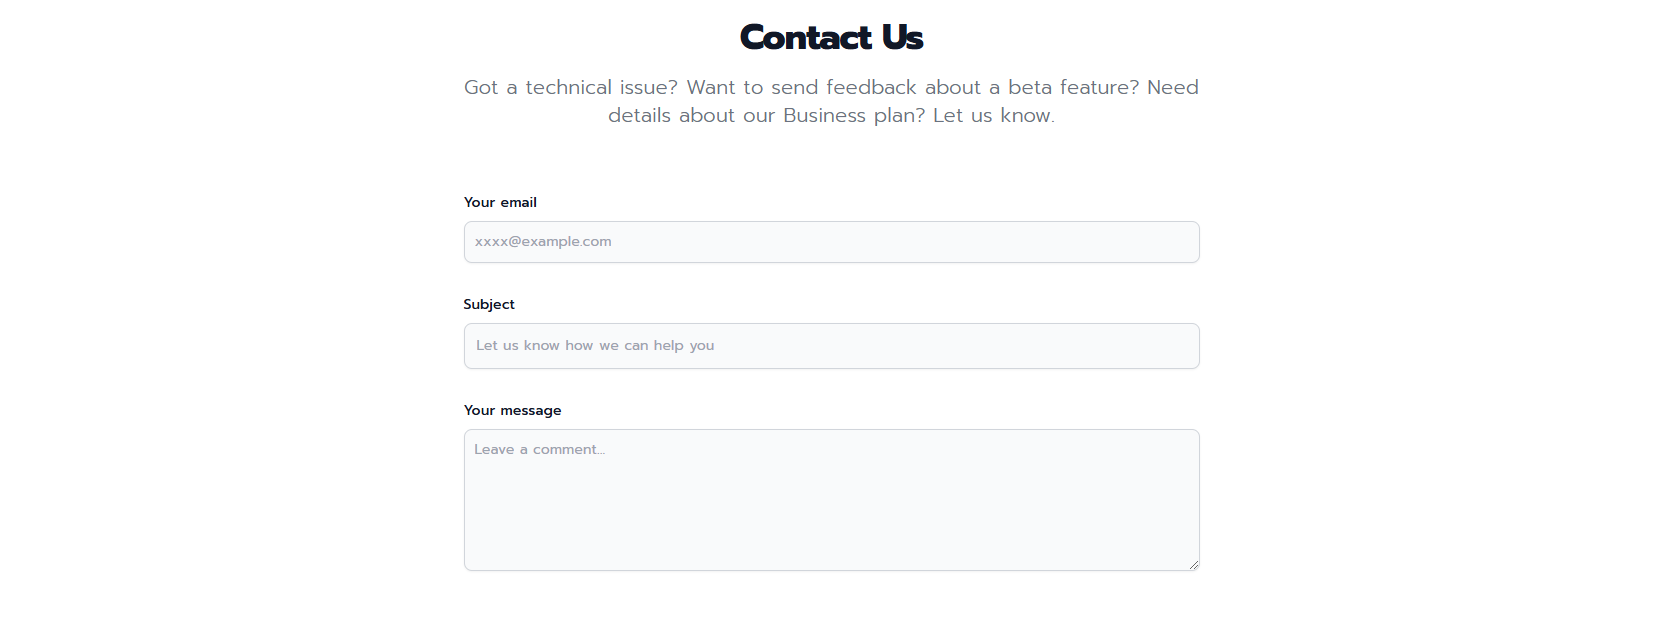 Contact Us
Got a technical issue? Want to send feedback about a beta feature? Need
details about our Business plan? Let us know.
Your email
xxxx@example.com
Subject
Let us know how we can help you
Your message
Leave a comment...